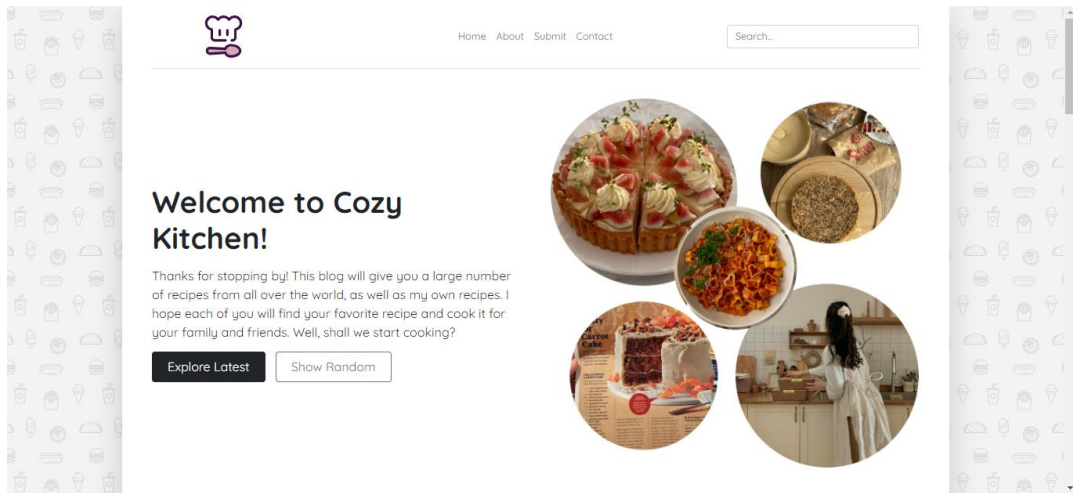 Home About Submit Contact
Search...
Welcome to Cozy
Kitchen!
Thanks for stopping by! This blog will give you a large number
of recipes from all over the world, as well as my own recipes. I
hope each of you will find your favorite recipe and cook it for
your family and friends. Well, shall we start cooking?
Explore Latest
Show Random
Carrot
Cake